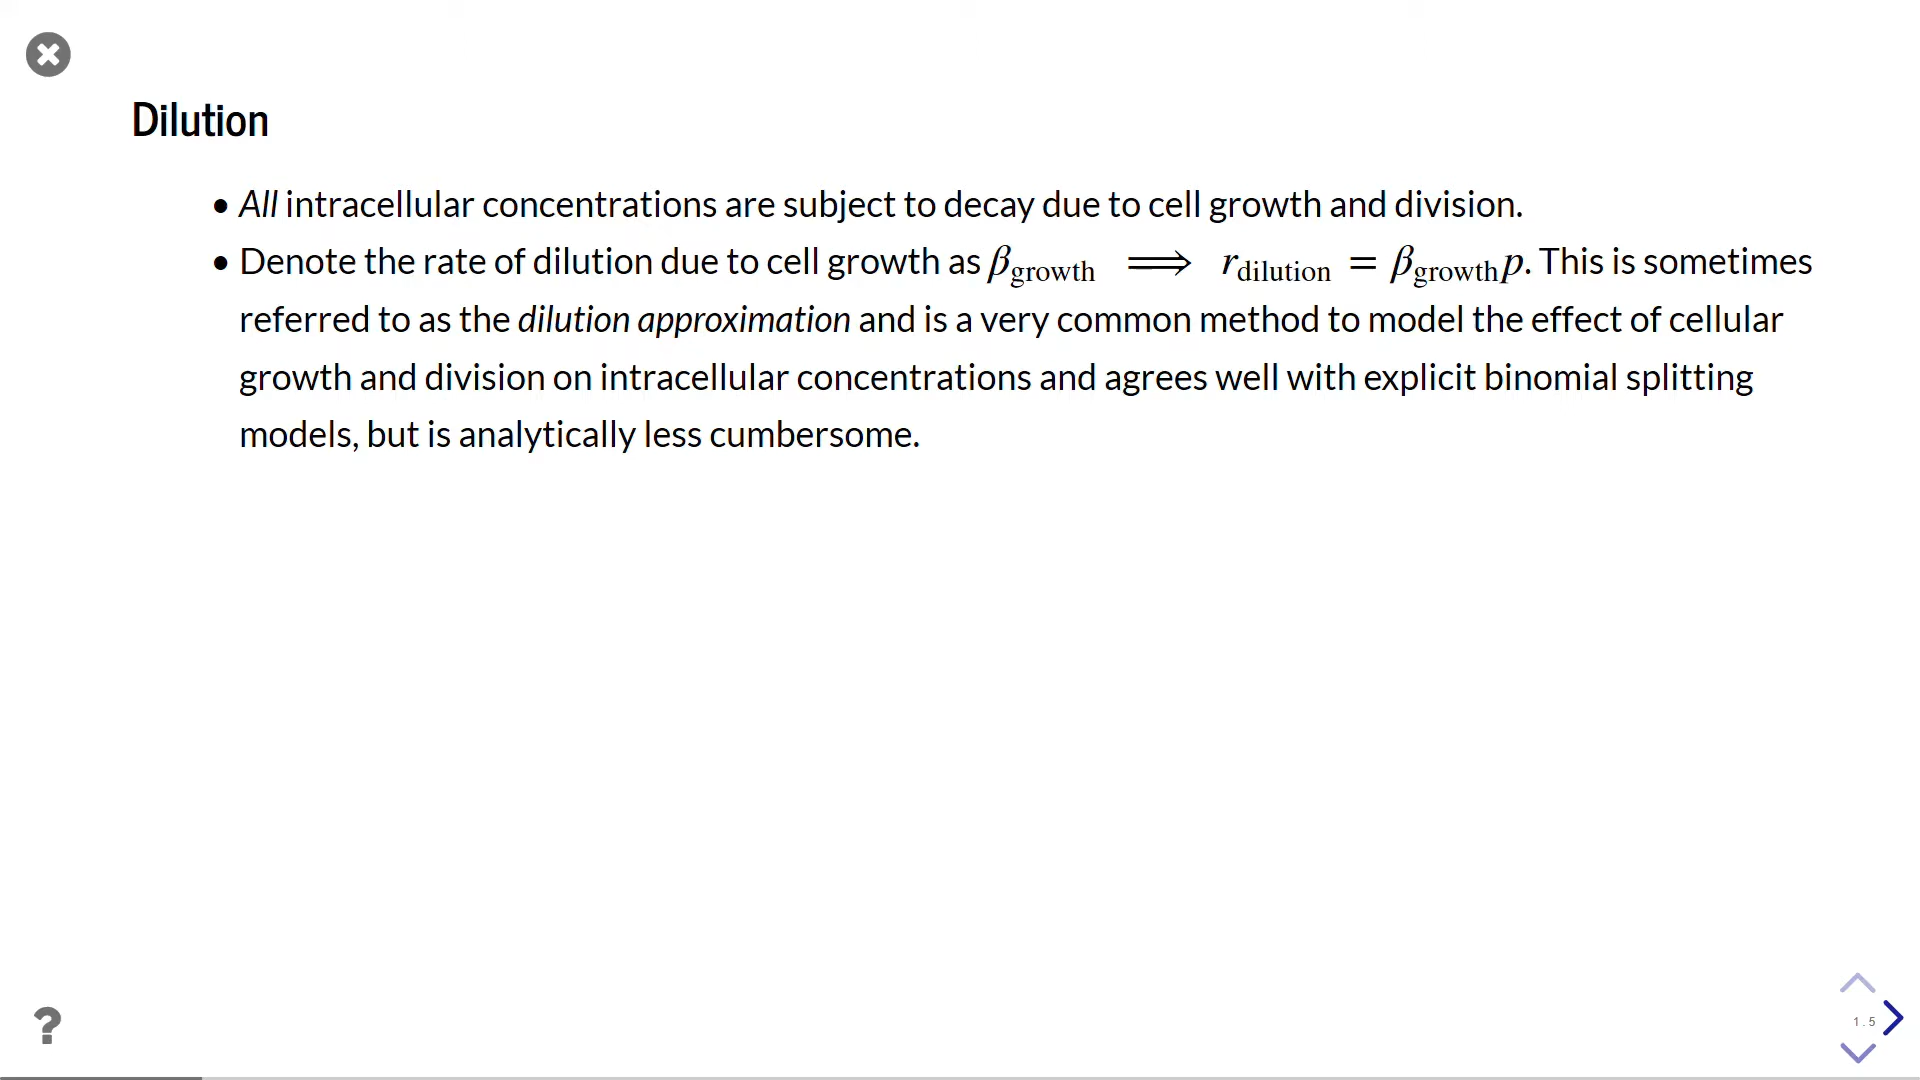 Dilution
• All intracellular concentrations are subject to decay due to cell growth and division.
• Denote the rate of dilution due to cell growth as β_growth ⟹ r_dilution = β_growth p. This is sometimes
referred to as the dilution approximation and is a very common method to model the effect of cellular
growth and division on intracellular concentrations and agrees well with explicit binomial splitting
models, but is analytically less cumbersome.
?
1.5